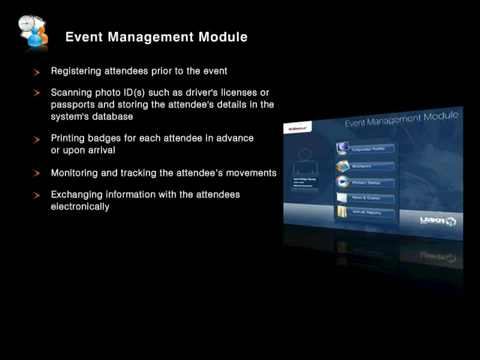 Event Management Module
Registering attendees prior to the event
Scanning photo ID(s) such as driver's licenses or
passports and storing the attendee's details in the
system's database
Printing badges for each attendee in advance
or upon arrival
Monitoring and tracking the attendee's movements
Exchanging information with the attendees
electronically
Event Management Module
Corporate Profile
Brochures
Product Demos
News & Events
Annual Reports
LMKR